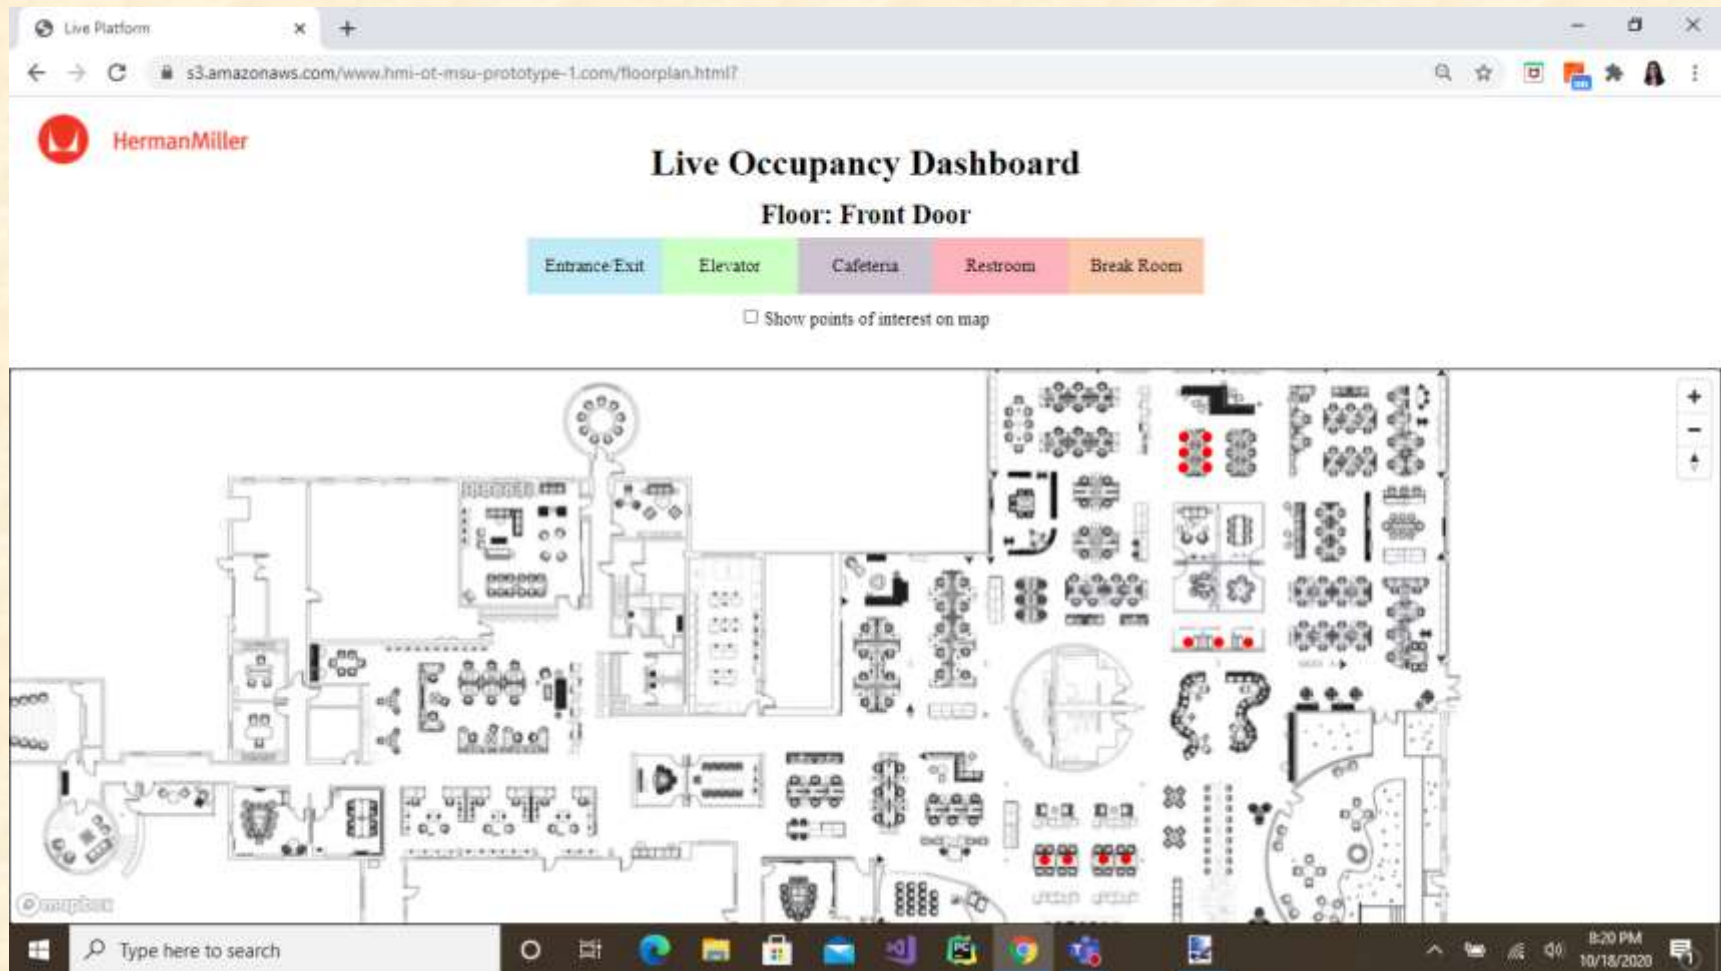 Live Platform
s3.amazonaws.com/www.hmi-ot-msu-prototype-1.com/floorplan.html?
HermanMiller
Live Occupancy Dashboard
Floor: Front Door
Entrance/Exit Elevator Cafeteria Restroom Break Room
Show points of interest on map
mapbox
Type here to search
8:20 PM
10/18/2020